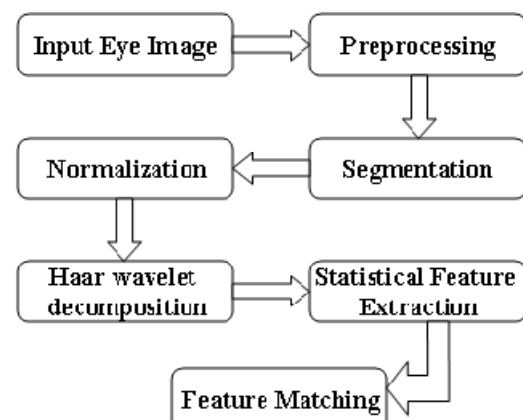 Input Eye Image
Preprocessing
Segmentation
Normalization
Haar wavelet
decomposition
Statistical Feature
Extraction
Feature Matching